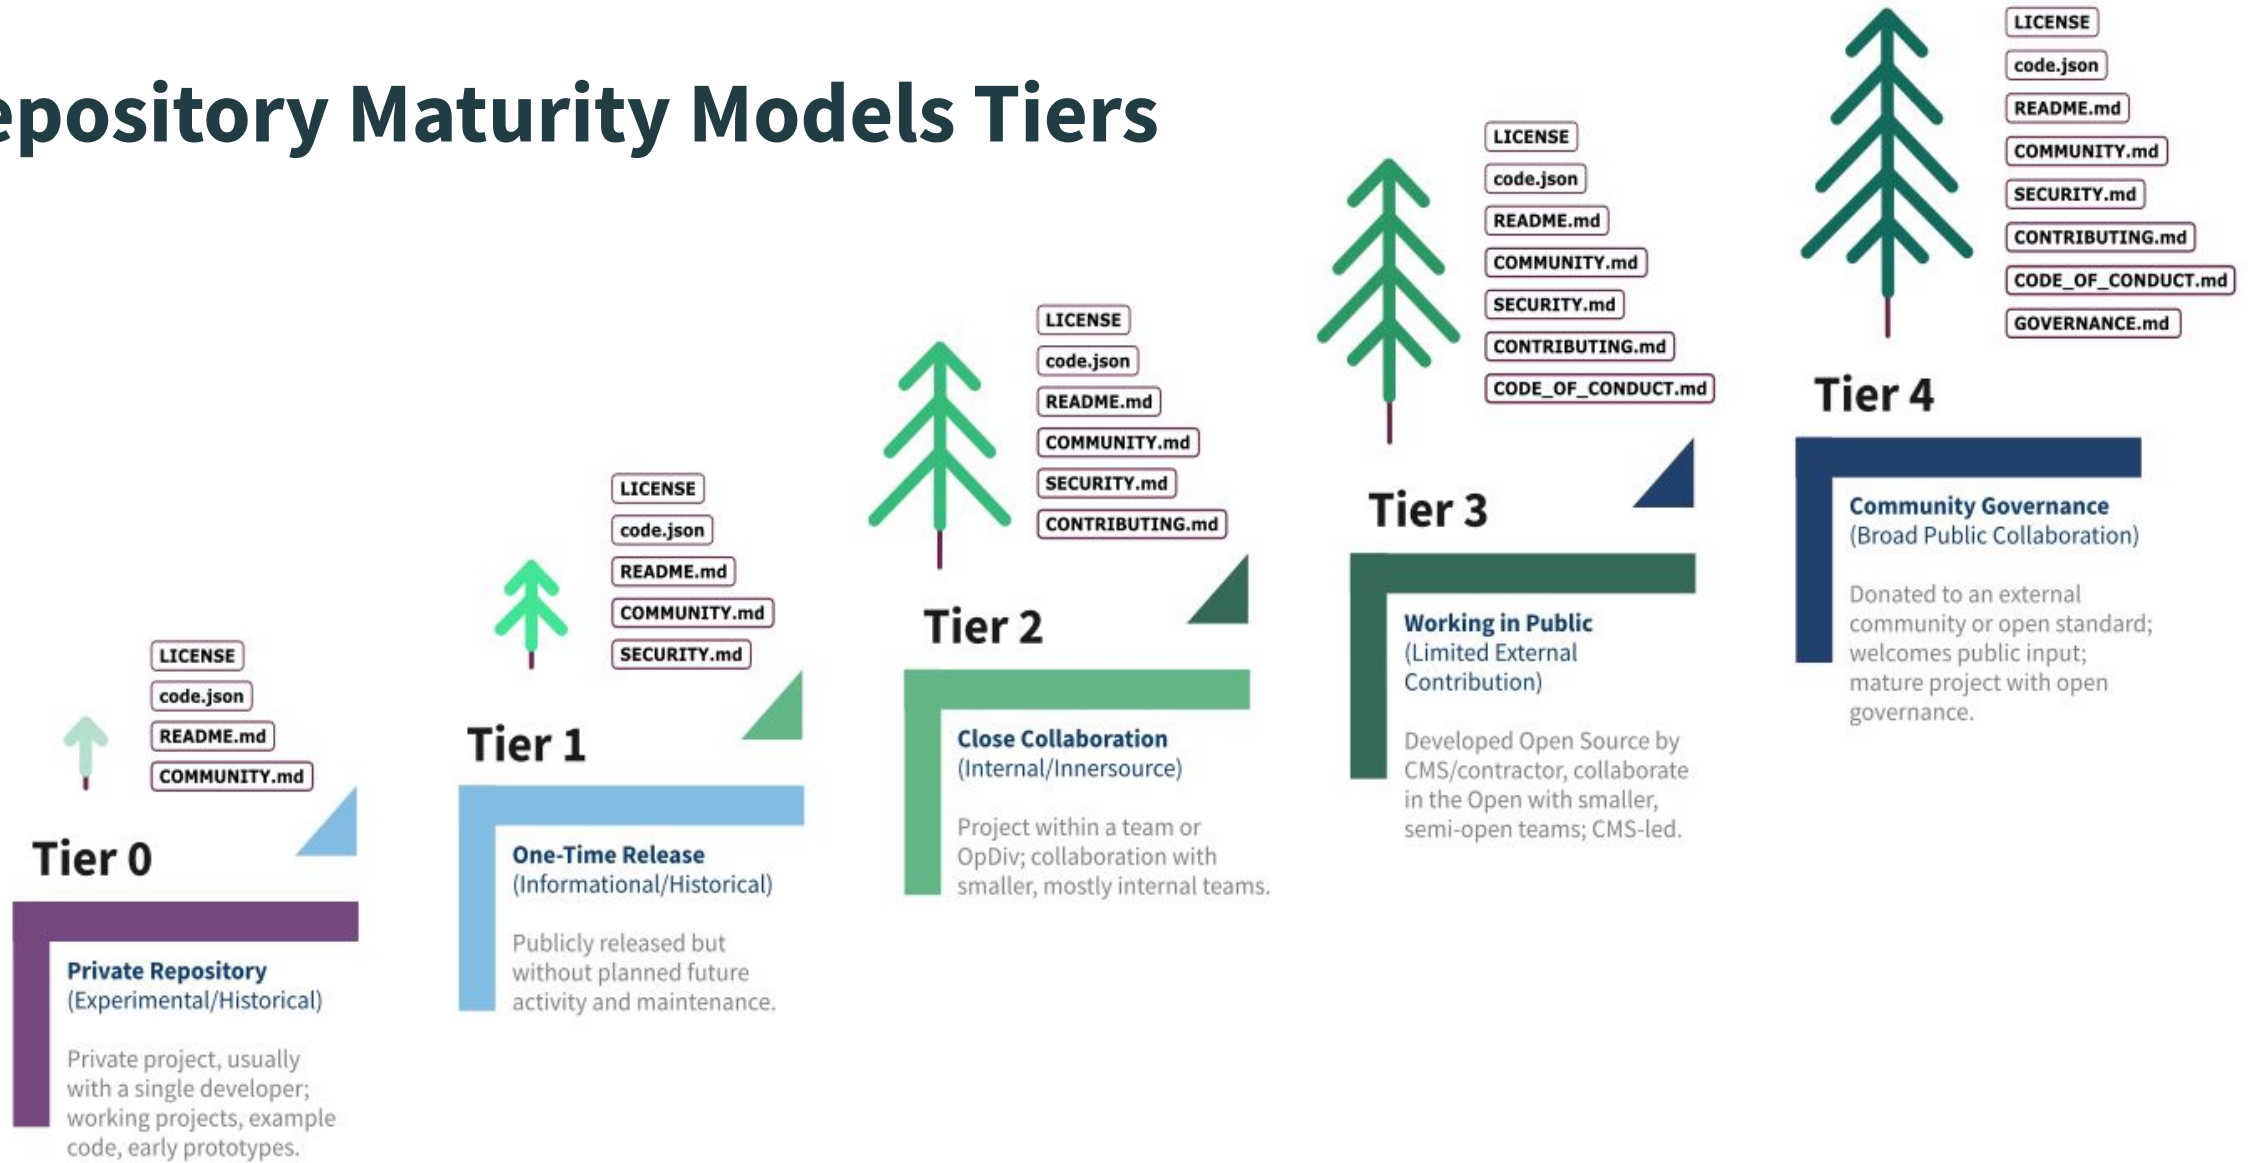 epository Maturity Models Tiers
LICENSE
code.json
README.md
COMMUNITY.md
Tier 0
Private Repository
(Experimental/Historical)
Private project, usually
with a single developer;
working projects, example
code, early prototypes.
LICENSE
code.json
README.md
COMMUNITY.md
SECURITY.md
Tier 1
One-Time Release
(Informational/Historical)
Publicly released but
without planned future
activity and maintenance.
LICENSE
code.json
README.md
COMMUNITY.md
SECURITY.md
CONTRIBUTING.md
Tier 2
Close Collaboration
(Internal/Innersource)
Project within a team or
OpDiv; collaboration with
smaller, mostly internal teams.
LICENSE
code.json
README.md
COMMUNITY.md
SECURITY.md
CONTRIBUTING.md
CODE_OF_CONDUCT.md
Tier 3
Working in Public
(Limited External
Contribution)
Developed Open Source by
CMS/contractor, collaborate
in the Open with smaller,
semi-open teams; CMS-led.
LICENSE
code.json
README.md
COMMUNITY.md
SECURITY.md
CONTRIBUTING.md
CODE_OF_CONDUCT.md
GOVERNANCE.md
Tier 4
Community Governance
(Broad Public Collaboration)
Donated to an external
community or open standard;
welcomes public input;
mature project with open
governance.